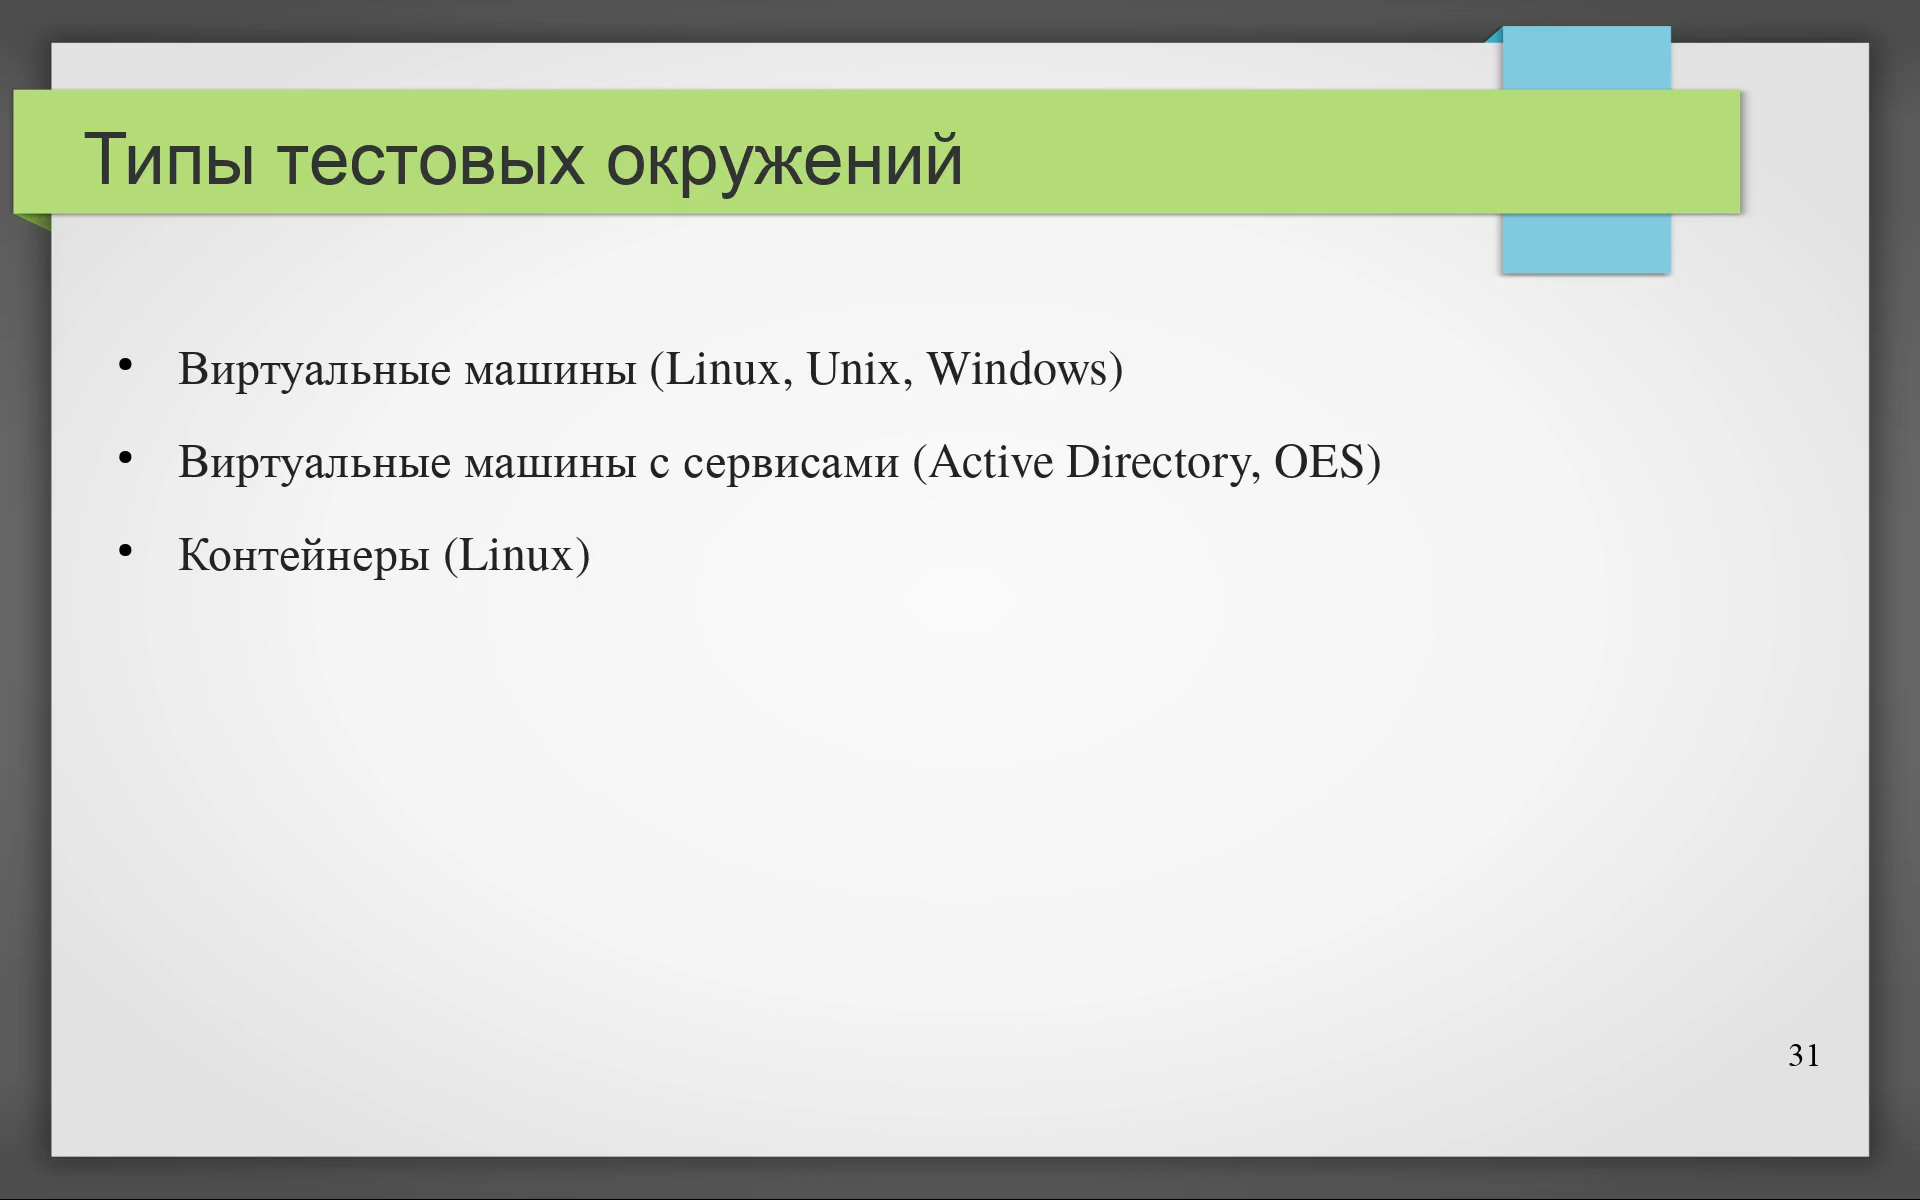 Типы тестовых окружений
• Виртуальные машины (Linux, Unix, Windows)
• Виртуальные машины с сервисами (Active Directory, OES)
• Контейнеры (Linux)
31